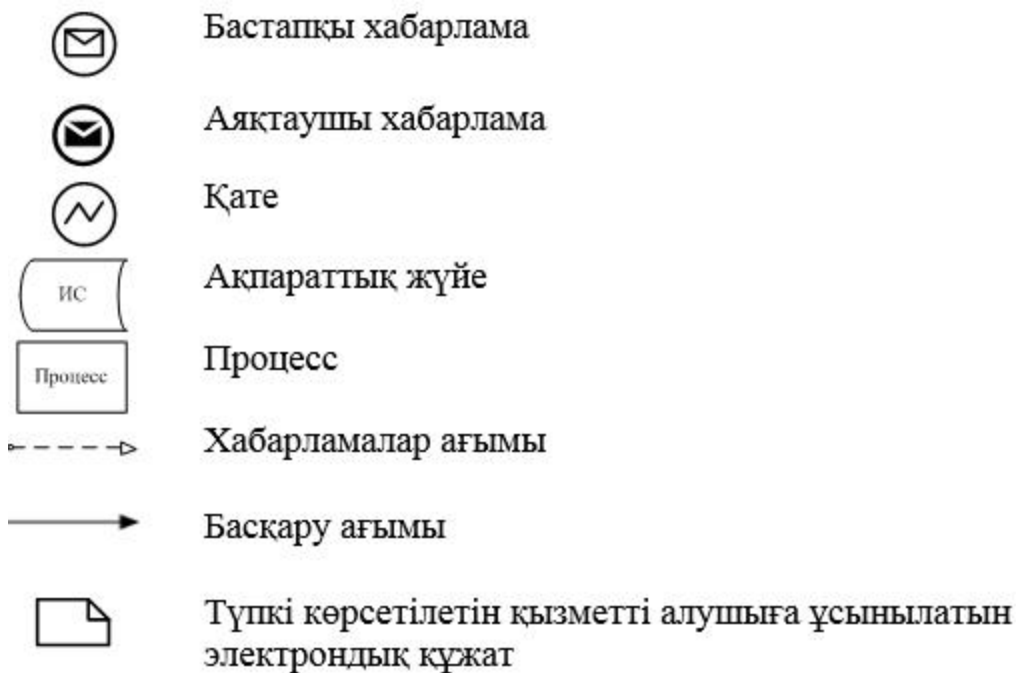 Бастапқы хабарлама
Аяқтаушы хабарлама
Қате
ИС
Ақпараттық жүйе
Процесс
Процесс
Хабарламалар ағымы
Басқару ағымы
Түпкі көрсетілетін қызметті алушыға ұсынылатын
электрондық құжат